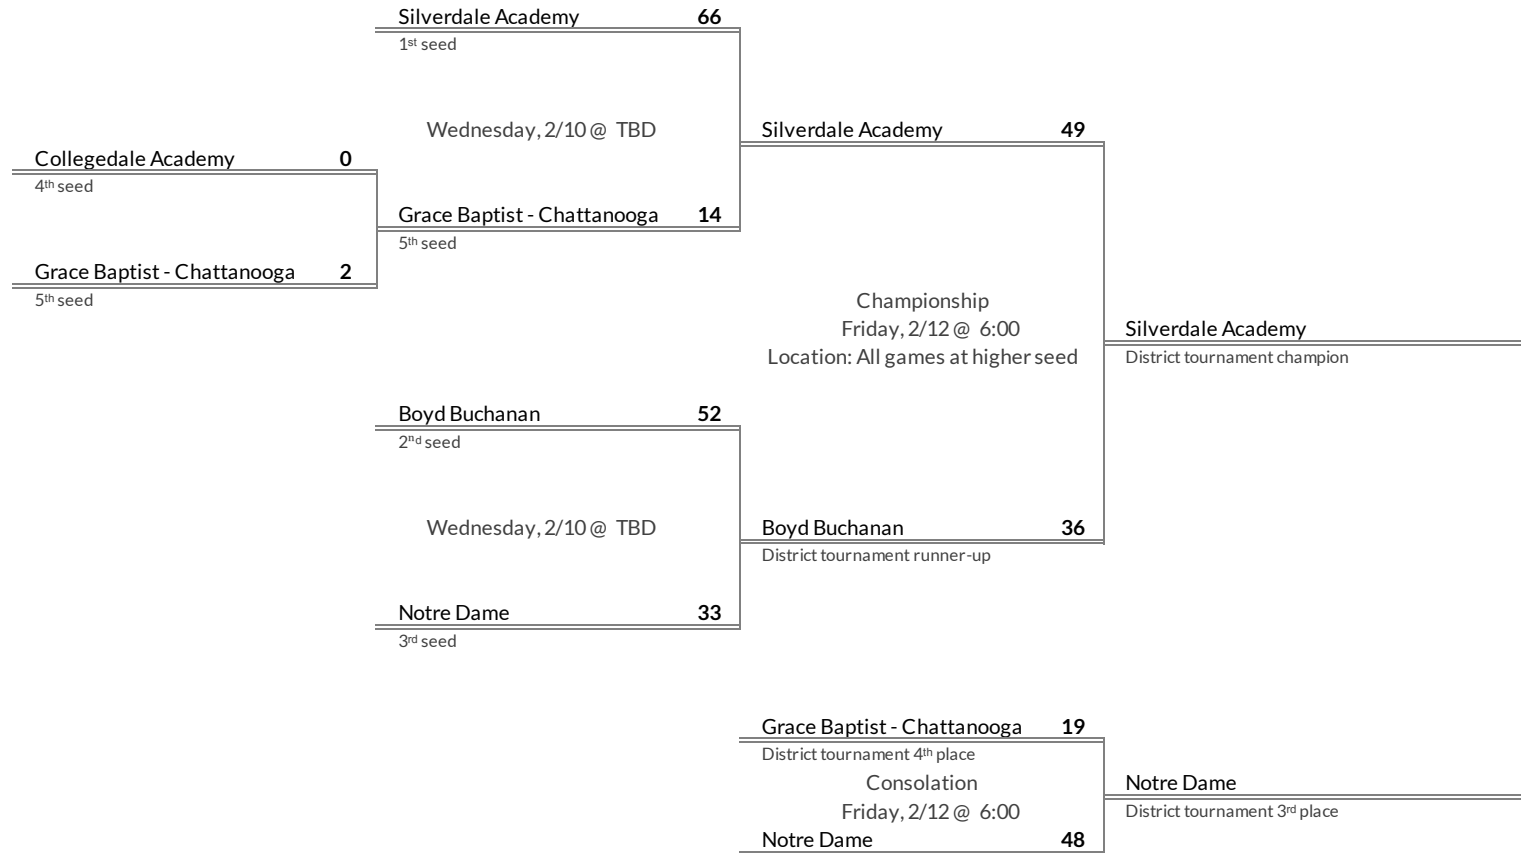 Silverdale Academy 66
1st seed
Wednesday, 2/10 @ TBD
Silverdale Academy 49
Collegedale Academy 0
4th seed
Grace Baptist - Chattanooga 14
5th seed
Grace Baptist - Chattanooga 2
5th seed
Championship
Friday, 2/12 @ 6:00
Location: All games at higher seed
Silverdale Academy
District tournament champion
Boyd Buchanan 52
2nd seed
Wednesday, 2/10 @ TBD
Boyd Buchanan 36
District tournament runner-up
Notre Dame 33
3rd seed
Grace Baptist - Chattanooga 19
District tournament 4th place
Consolation
Friday, 2/12 @ 6:00
Notre Dame 48
Notre Dame
District tournament 3rd place